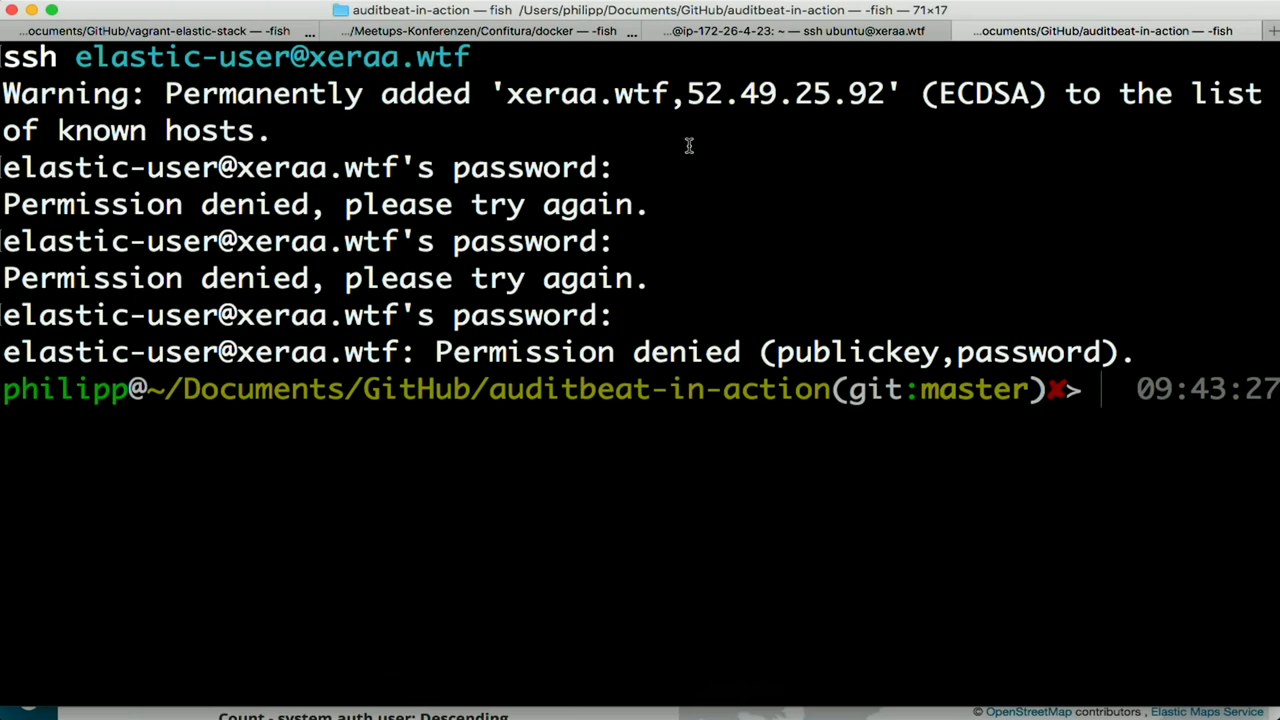 auditbeat-in-action — fish /Users/philipp/Documents/GitHub/auditbeat-in-action — -fish — 71×17
...ocuments/GitHub/vagrant-elastic-stack — -fish ... .../Meetups-Konferenzen/Confitura/docker — -fish ... ...@ip-172-26-4-23: ~ — ssh ubuntu@xeraa.wtf ...ocuments/GitHub/auditbeat-in-action — -fish +
ssh elastic-user@xeraa.wtf
Warning: Permanently added 'xeraa.wtf,52.49.25.92' (ECDSA) to the list
of known hosts.
elastic-user@xeraa.wtf's password:
Permission denied, please try again.
elastic-user@xeraa.wtf's password:
Permission denied, please try again.
elastic-user@xeraa.wtf's password:
elastic-user@xeraa.wtf: Permission denied (publickey,password).
philipp@~/Documents/GitHub/auditbeat-in-action(git:master)✘> 09:43:27
Count - system auth user: Descending
© OpenStreetMap contributors , Elastic Maps Service